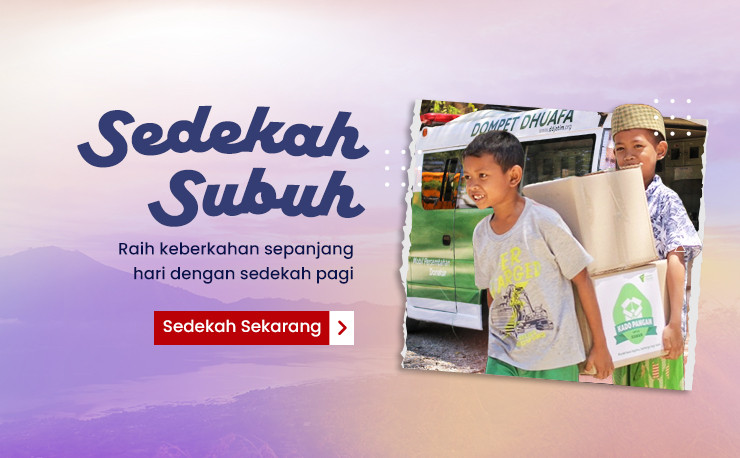 Sedekah
Subuh
Raih keberkahan sepanjang
hari dengan sedekah pagi
Sedekah Sekarang
DOMPET DHUAFA
KADO PANGAN